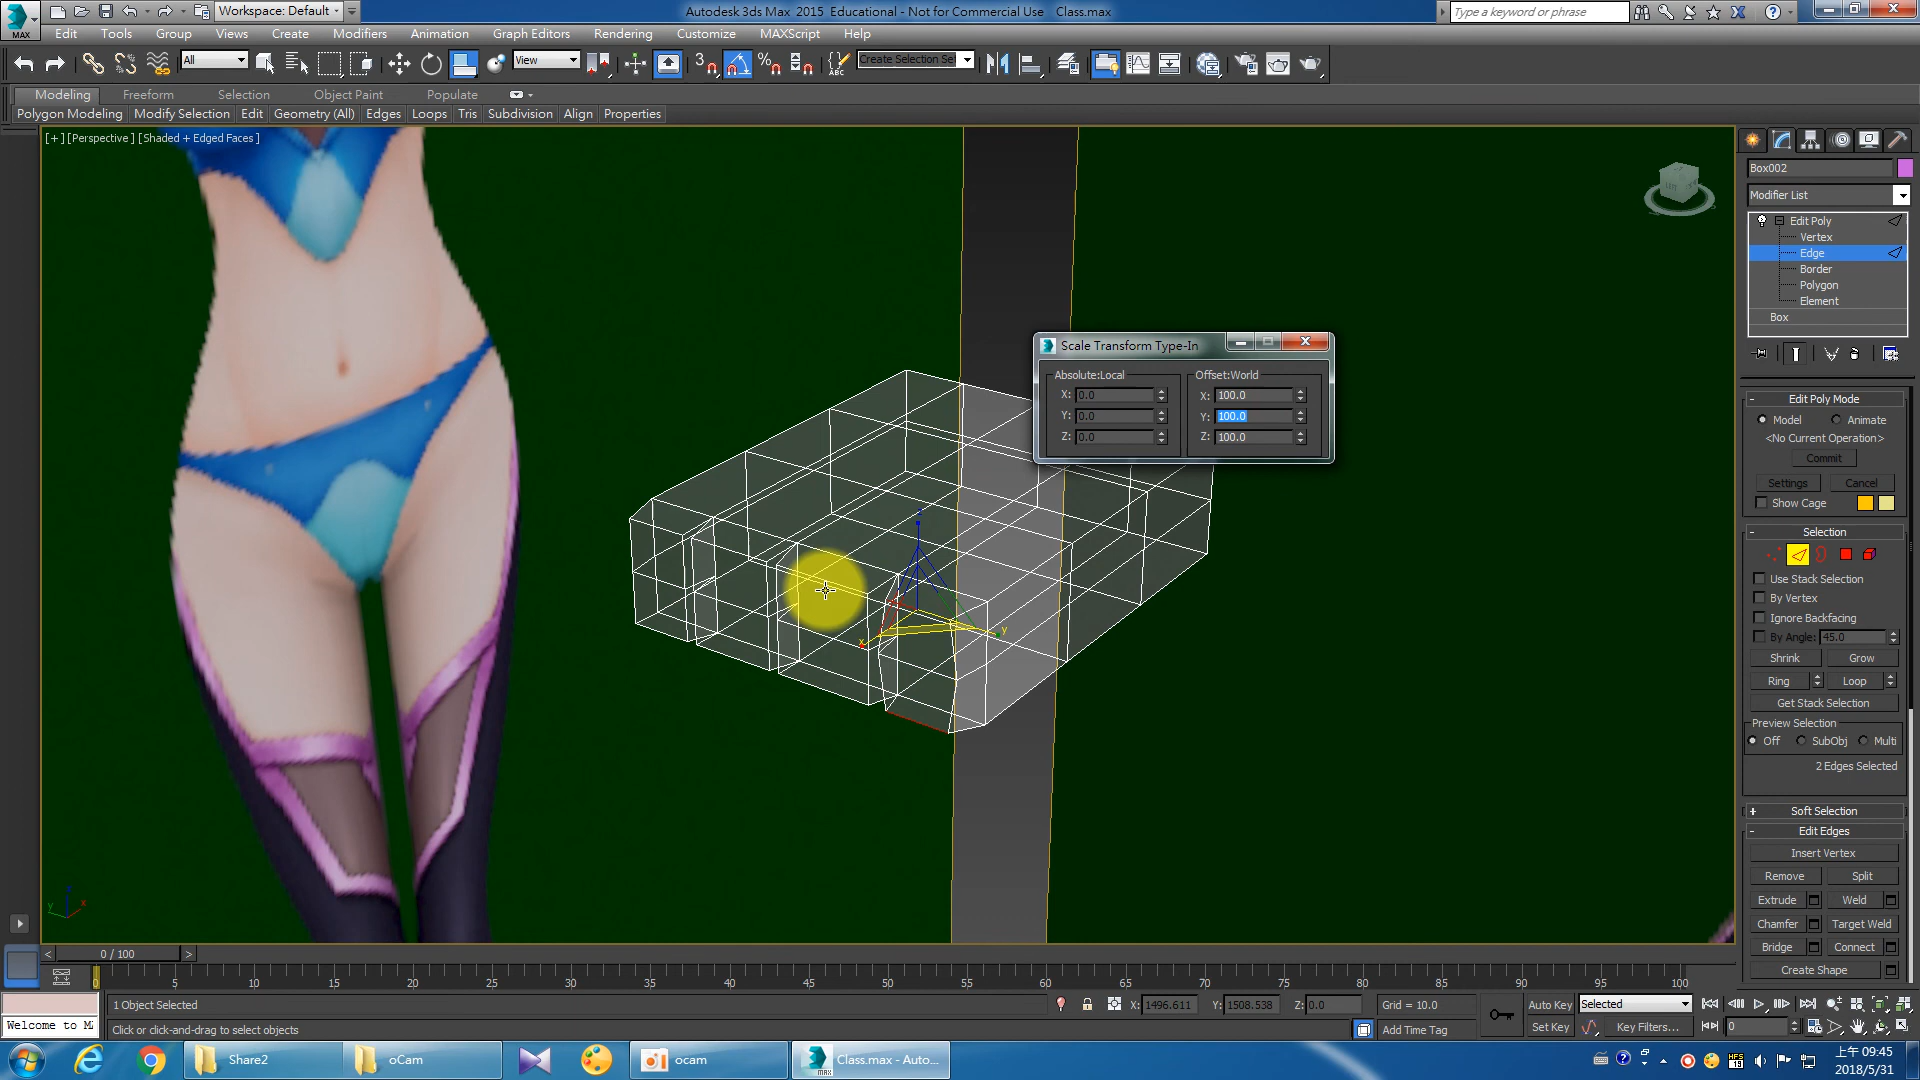 Workspace: Default
Autodesk 3ds Max 2015 Educational - Not for Commercial Use Class.max
Type a keyword or phrase
MAX
Edit Tools Group Views Create Modifiers Animation Graph Editors Rendering Customize MAXScript Help
All
View
3
Create Selection Se
Modeling Freeform Selection Object Paint Populate
Polygon Modeling Modify Selection Edit Geometry (All) Edges Loops Tris Subdivision Align Properties
[+] [Perspective] [Shaded + Edged Faces]
Box002
Modifier List
Edit Poly
Vertex
Edge
Border
Polygon
Element
Box
Scale Transform Type-In
Absolute:Local Offset:World
X: 0.0 X: 100.0
Y: 0.0 Y: 100.0
Z: 0.0 Z: 100.0
Edit Poly Mode
Model Animate
<No Current Operation>
Commit
Settings Cancel
Show Cage
Selection
Use Stack Selection
By Vertex
Ignore Backfacing
By Angle: 45.0
Shrink Grow
Ring Loop
Get Stack Selection
Preview Selection
Off SubObj Multi
2 Edges Selected
Soft Selection
Edit Edges
Insert Vertex
Remove Split
Extrude Weld
Chamfer Target Weld
Bridge Connect
Create Shape
x y
y x
< 0 / 100 >
0 5 10 15 20 25 30 35 40 45 50 55 60 65 70 75 80 85 90 95 100
1 Object Selected X: 1496.611 Y: 1508.538 Z: 0.0 Grid = 10.0 Auto Key Selected
Welcome to M Click or click-and-drag to select objects Add Time Tag Set Key Key Filters... 0
Share2 oCam ocam Class.max - Auto...
上午 09:45
2018/5/31